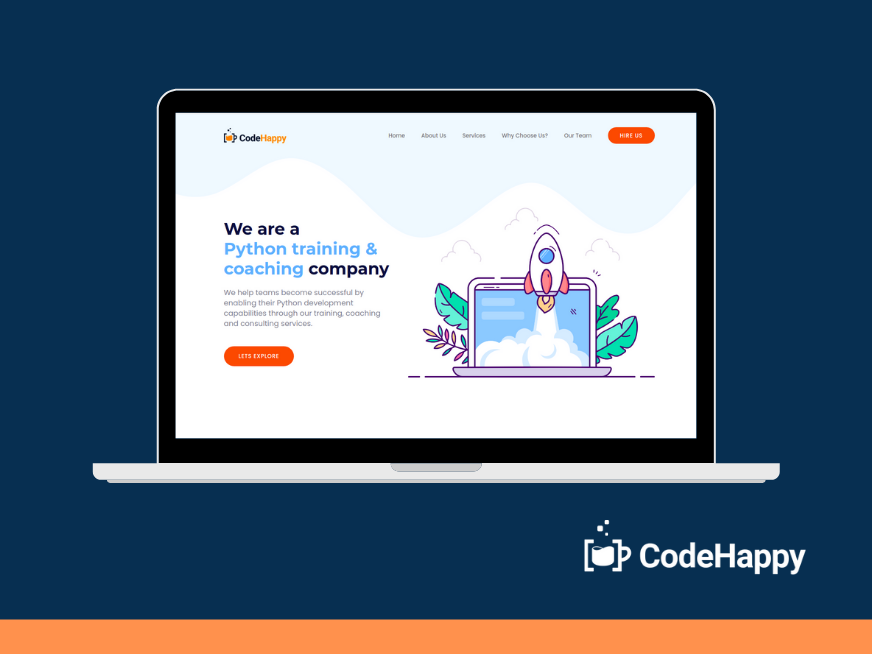 CodeHappy
Home About Us Services Why Choose Us? Our Team HIRE US
We are a
Python training &
coaching company
We help teams become successful by
enabling their Python development
capabilities through our training, coaching
and consulting services.
LETS EXPLORE
CodeHappy